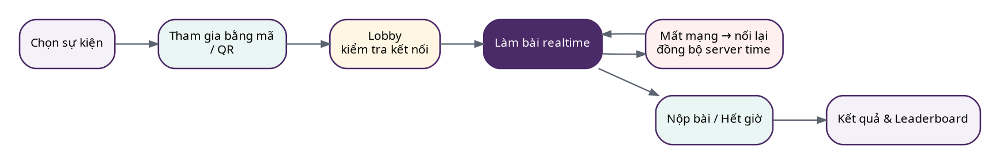 Chọn sự kiện
Tham gia bằng mã
/ QR
Lobby
kiểm tra kết nối
Làm bài realtime
Mất mạng → nối lại
đồng bộ server time
Nộp bài / Hết giờ
Kết quả & Leaderboard